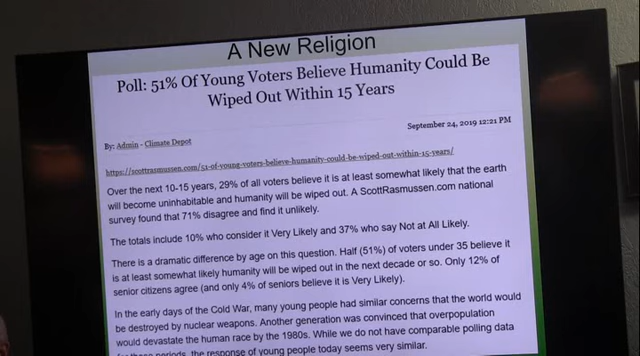 A New Religion
Poll: 51% Of Young Voters Believe Humanity Could Be
Wiped Out Within 15 Years
September 24, 2019 12:21 PM
By: Admin - Climate Depot
https://scottrasmussen.com/51-of-young-voters-believe-humanity-could-be-wiped-out-within-15-years/
Over the next 10-15 years, 29% of all voters believe it is at least somewhat likely that the earth
will become uninhabitable and humanity will be wiped out. A ScottRasmussen.com national
survey found that 71% disagree and find it unlikely.
The totals include 10% who consider it Very Likely and 37% who say Not at All Likely.
There is a dramatic difference by age on this question. Half (51%) of voters under 35 believe it
is at least somewhat likely humanity will be wiped out in the next decade or so. Only 12% of
senior citizens agree (and only 4% of seniors believe it is Very Likely).
In the early days of the Cold War, many young people had similar concerns that the world would
be destroyed by nuclear weapons. Another generation was convinced that overpopulation
would devastate the human race by the 1980s. While we do not have comparable polling data
for those periods, the response of young people today seems very similar.